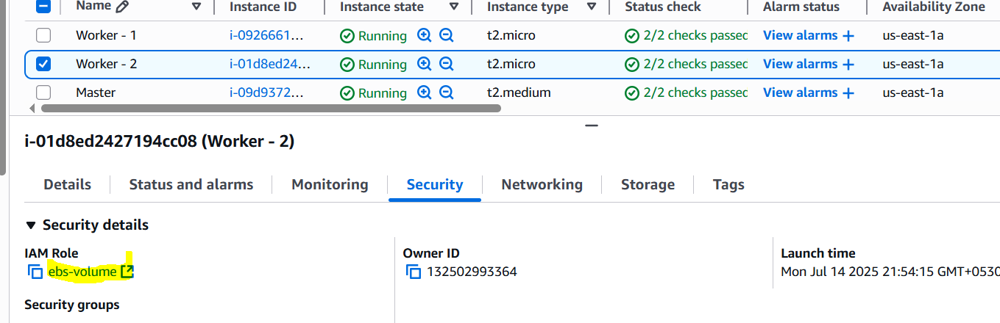 Name Instance ID Instance state Instance type Status check Alarm status Availability Zone
Worker - 1 i-0926661... Running t2.micro 2/2 checks passed View alarms + us-east-1a
Worker - 2 i-01d8ed24... Running t2.micro 2/2 checks passed View alarms + us-east-1a
Master i-09d9372... Running t2.medium 2/2 checks passed View alarms + us-east-1a
i-01d8ed2427194cc08 (Worker - 2)
Details Status and alarms Monitoring Security Networking Storage Tags
Security details
IAM Role Owner ID Launch time
ebs-volume 132502993364 Mon Jul 14 2025 21:54:15 GMT+0530
Security groups